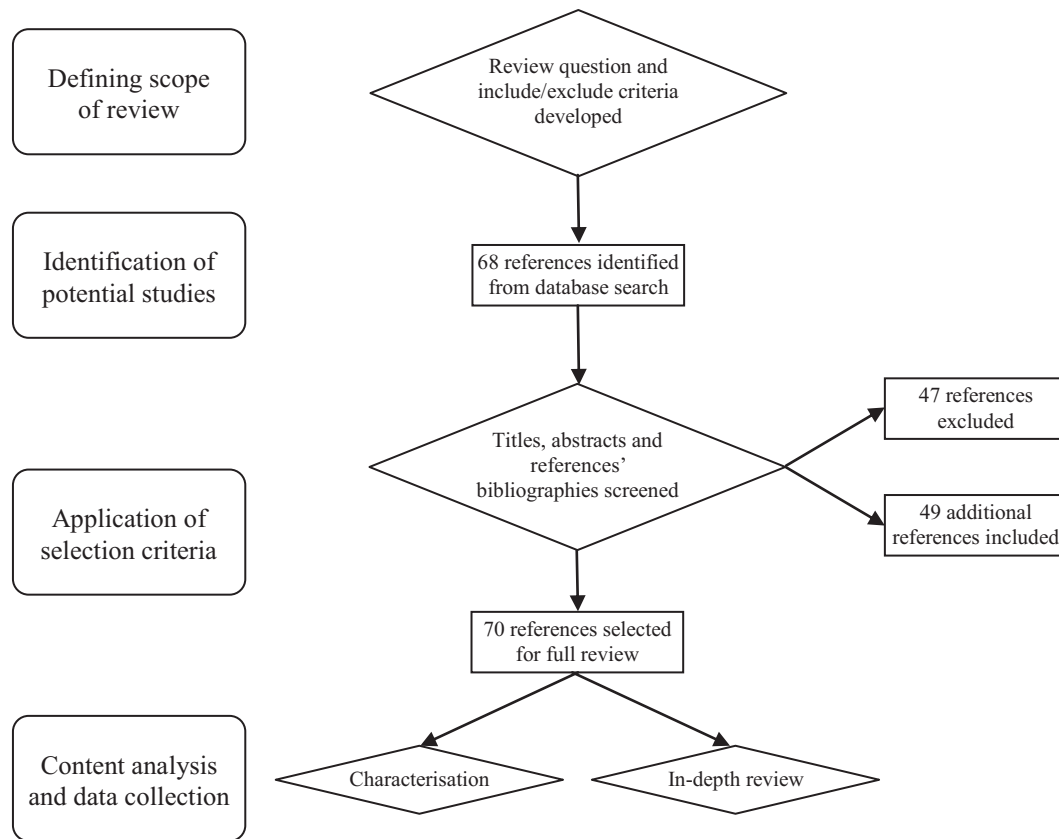 Defining scope
of review
Review question and
include/exclude criteria
developed
Identification of
potential studies
68 references identified
from database search
Application of
selection criteria
Titles, abstracts and
references’
bibliographies screened
47 references
excluded
49 additional
references included
70 references selected
for full review
Content analysis
and data collection
Characterisation
In-depth review